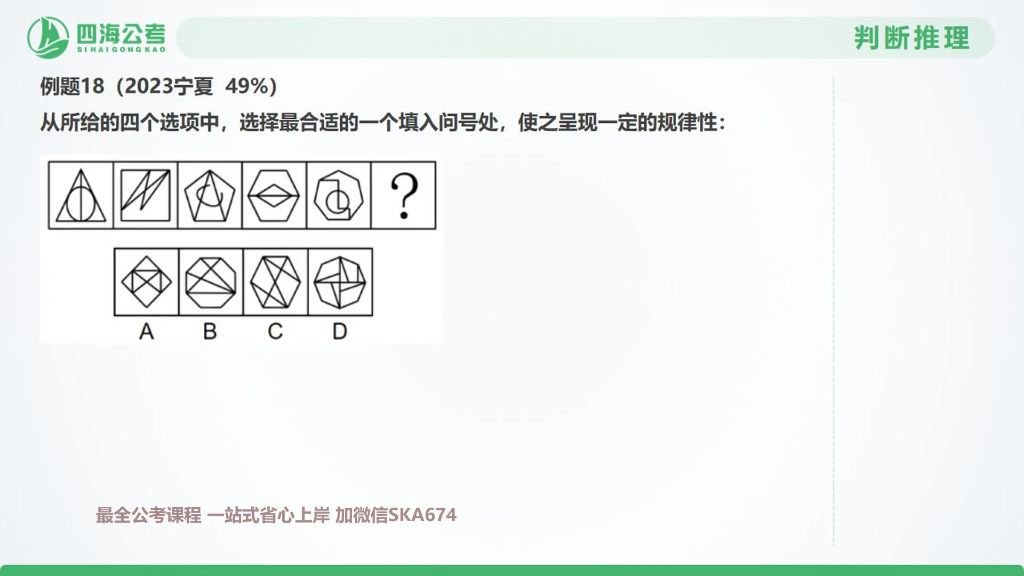 四海公考
SIHAIGONGKAO
判断推理
例题18（2023宁夏 49%）
从所给的四个选项中，选择最合适的一个填入问号处，使之呈现一定的规律性：
?
A B C D
最全公考课程 一站式省心上岸 加微信SKA674